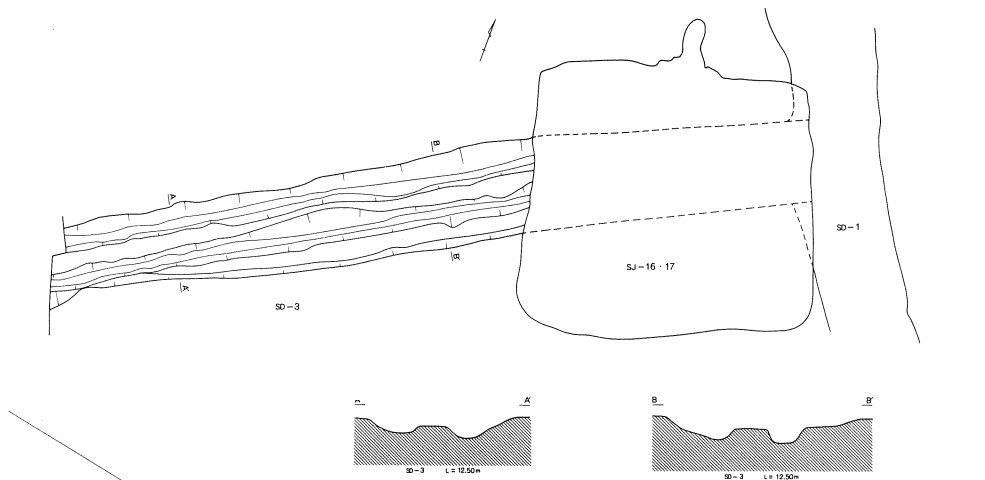 B
A
SD-1
B'
SJ-16・17
A'
SD-3
A'
B
B'
SD-3 L=12.50m
SD-3 L=12.50m